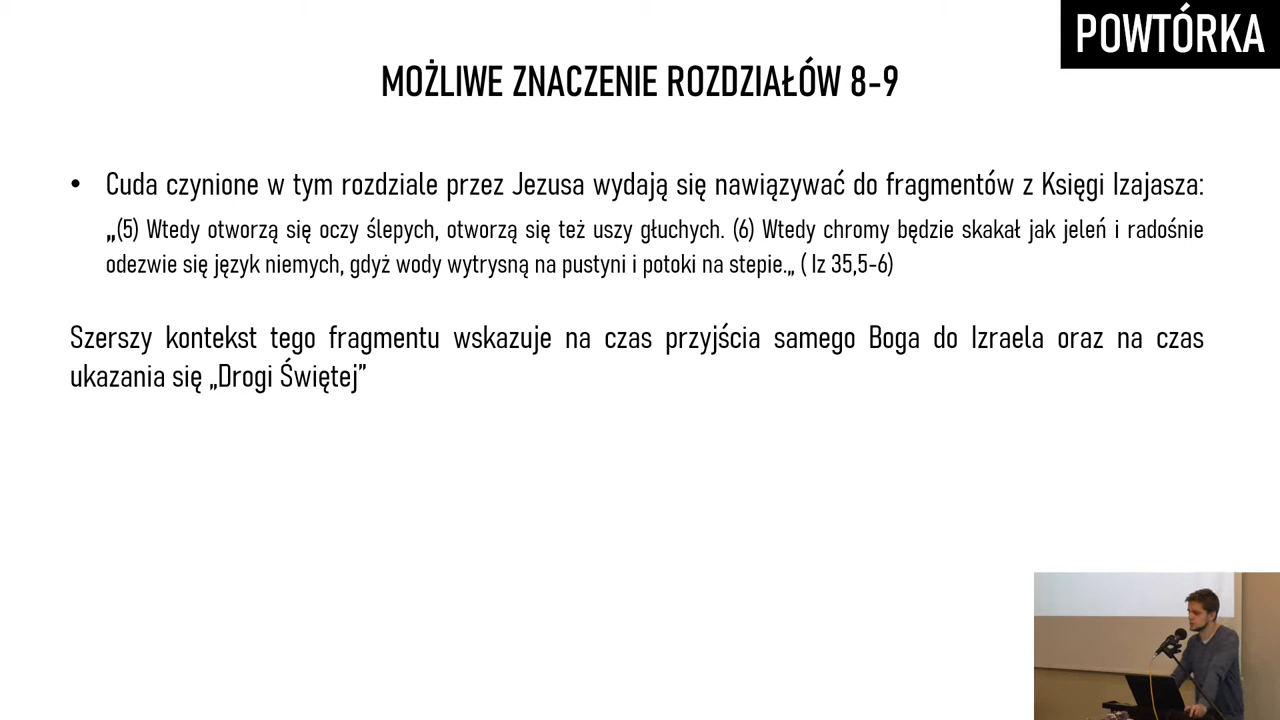 POWTÓRKA
MOŻLIWE ZNACZENIE ROZDZIAŁÓW 8-9
• Cuda czynione w tym rozdziale przez Jezusa wydają się nawiązywać do fragmentów z Księgi Izajasza:
„(5) Wtedy otworzą się oczy ślepych, otworzą się też uszy głuchych. (6) Wtedy chromy będzie skakał jak jeleń i radośnie
odezwie się język niemych, gdyż wody wytrysną na pustyni i potoki na stepie.„ ( Iz 35,5-6)
Szerszy kontekst tego fragmentu wskazuje na czas przyjścia samego Boga do Izraela oraz na czas
ukazania się „Drogi Świętej”